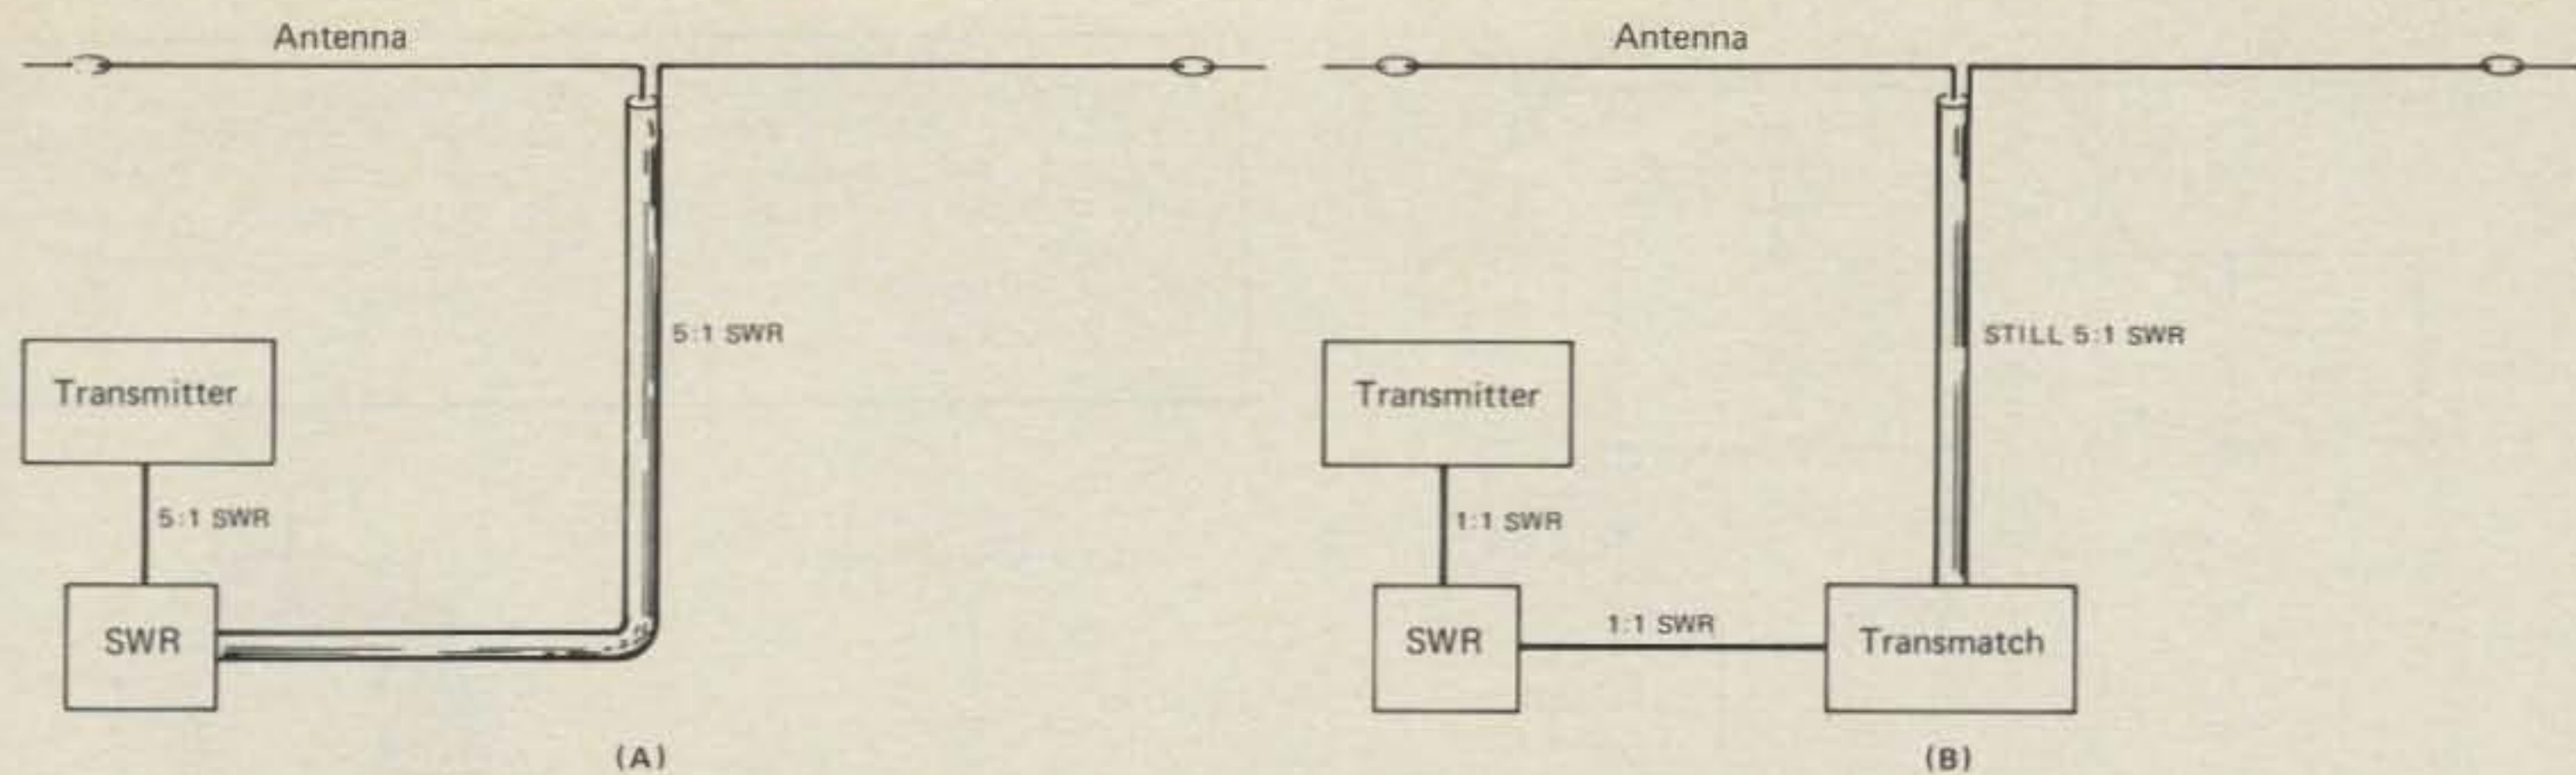 Antenna
5:1 SWR
Transmitter
5:1 SWR
SWR
(A)
Antenna
STILL 5:1 SWR
Transmitter
1:1 SWR
1:1 SWR
SWR
Transmatch
(B)